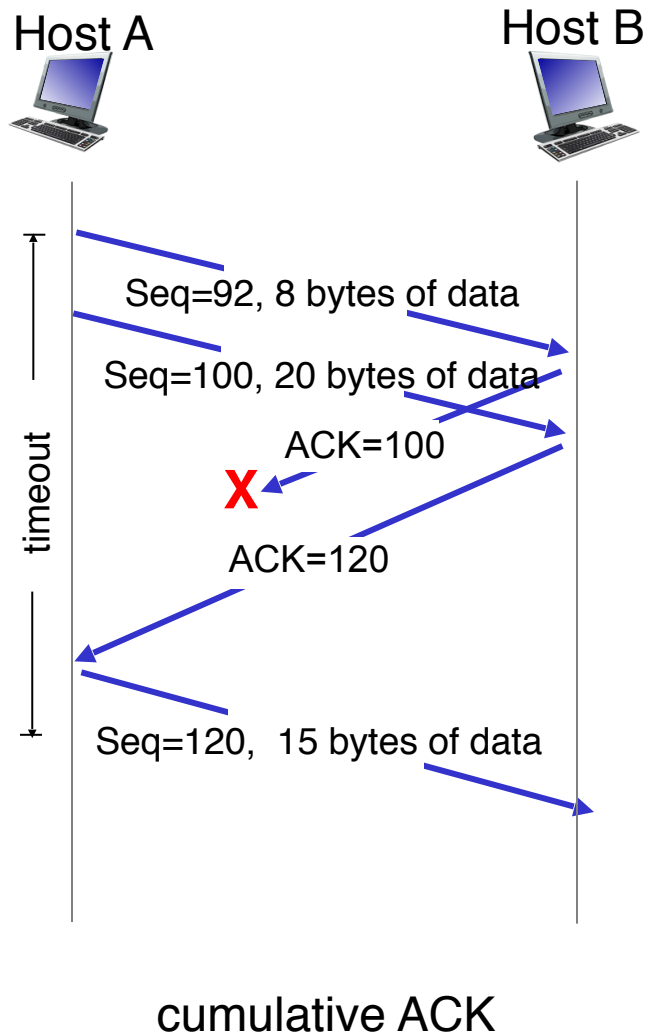 Host A
Host B
Seq=92, 8 bytes of data
Seq=100, 20 bytes of data
ACK=100
X
timeout
ACK=120
Seq=120,  15 bytes of data
cumulative ACK